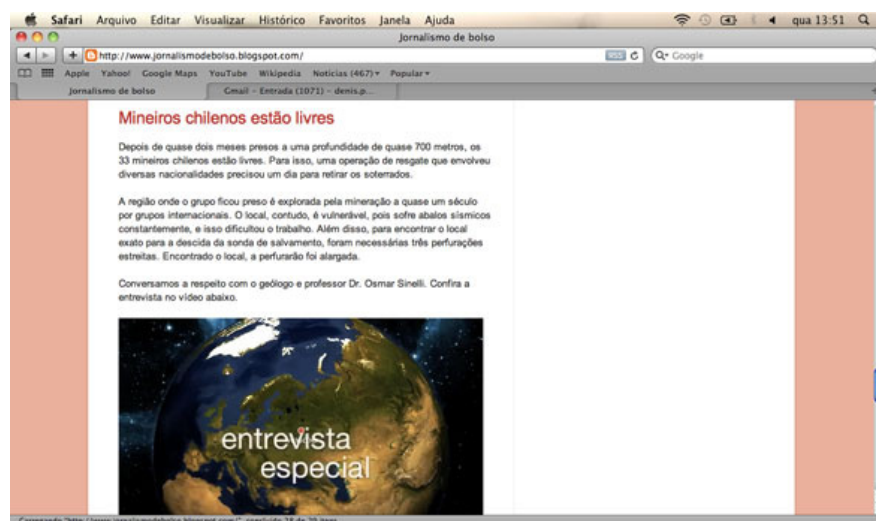 Safari Arquivo Editar Visualizar Histórico Favoritos Janela Ajuda qua 13:51
Jornalismo de bolso
http://www.jornalismodebolso.blogspot.com/ RSS Google
Apple Yahoo! Google Maps YouTube Wikipedia Notícias (467) Popular
Jornalismo de bolso Gmail – Entrada (1071) – denis.p...
Mineiros chilenos estão livres
Depois de quase dois meses presos a uma profundidade de quase 700 metros, os
33 mineiros chilenos estão livres. Para isso, uma operação de resgate que envolveu
diversas nacionalidades precisou um dia para retirar os soterrados.
A região onde o grupo ficou preso é explorada pela mineração a quase um século
por grupos internacionais. O local, contudo, é vulnerável, pois sofre abalos sísmicos
constantemente, e isso dificultou o trabalho. Além disso, para encontrar o local
exato para a descida da sonda de salvamento, foram necessárias três perfurações
estreitas. Encontrado o local, a perfurarão foi alargada.
Conversamos a respeito com o geólogo e professor Dr. Osmar Sinelli. Confira a
entrevista no vídeo abaixo.
entrevista
especial